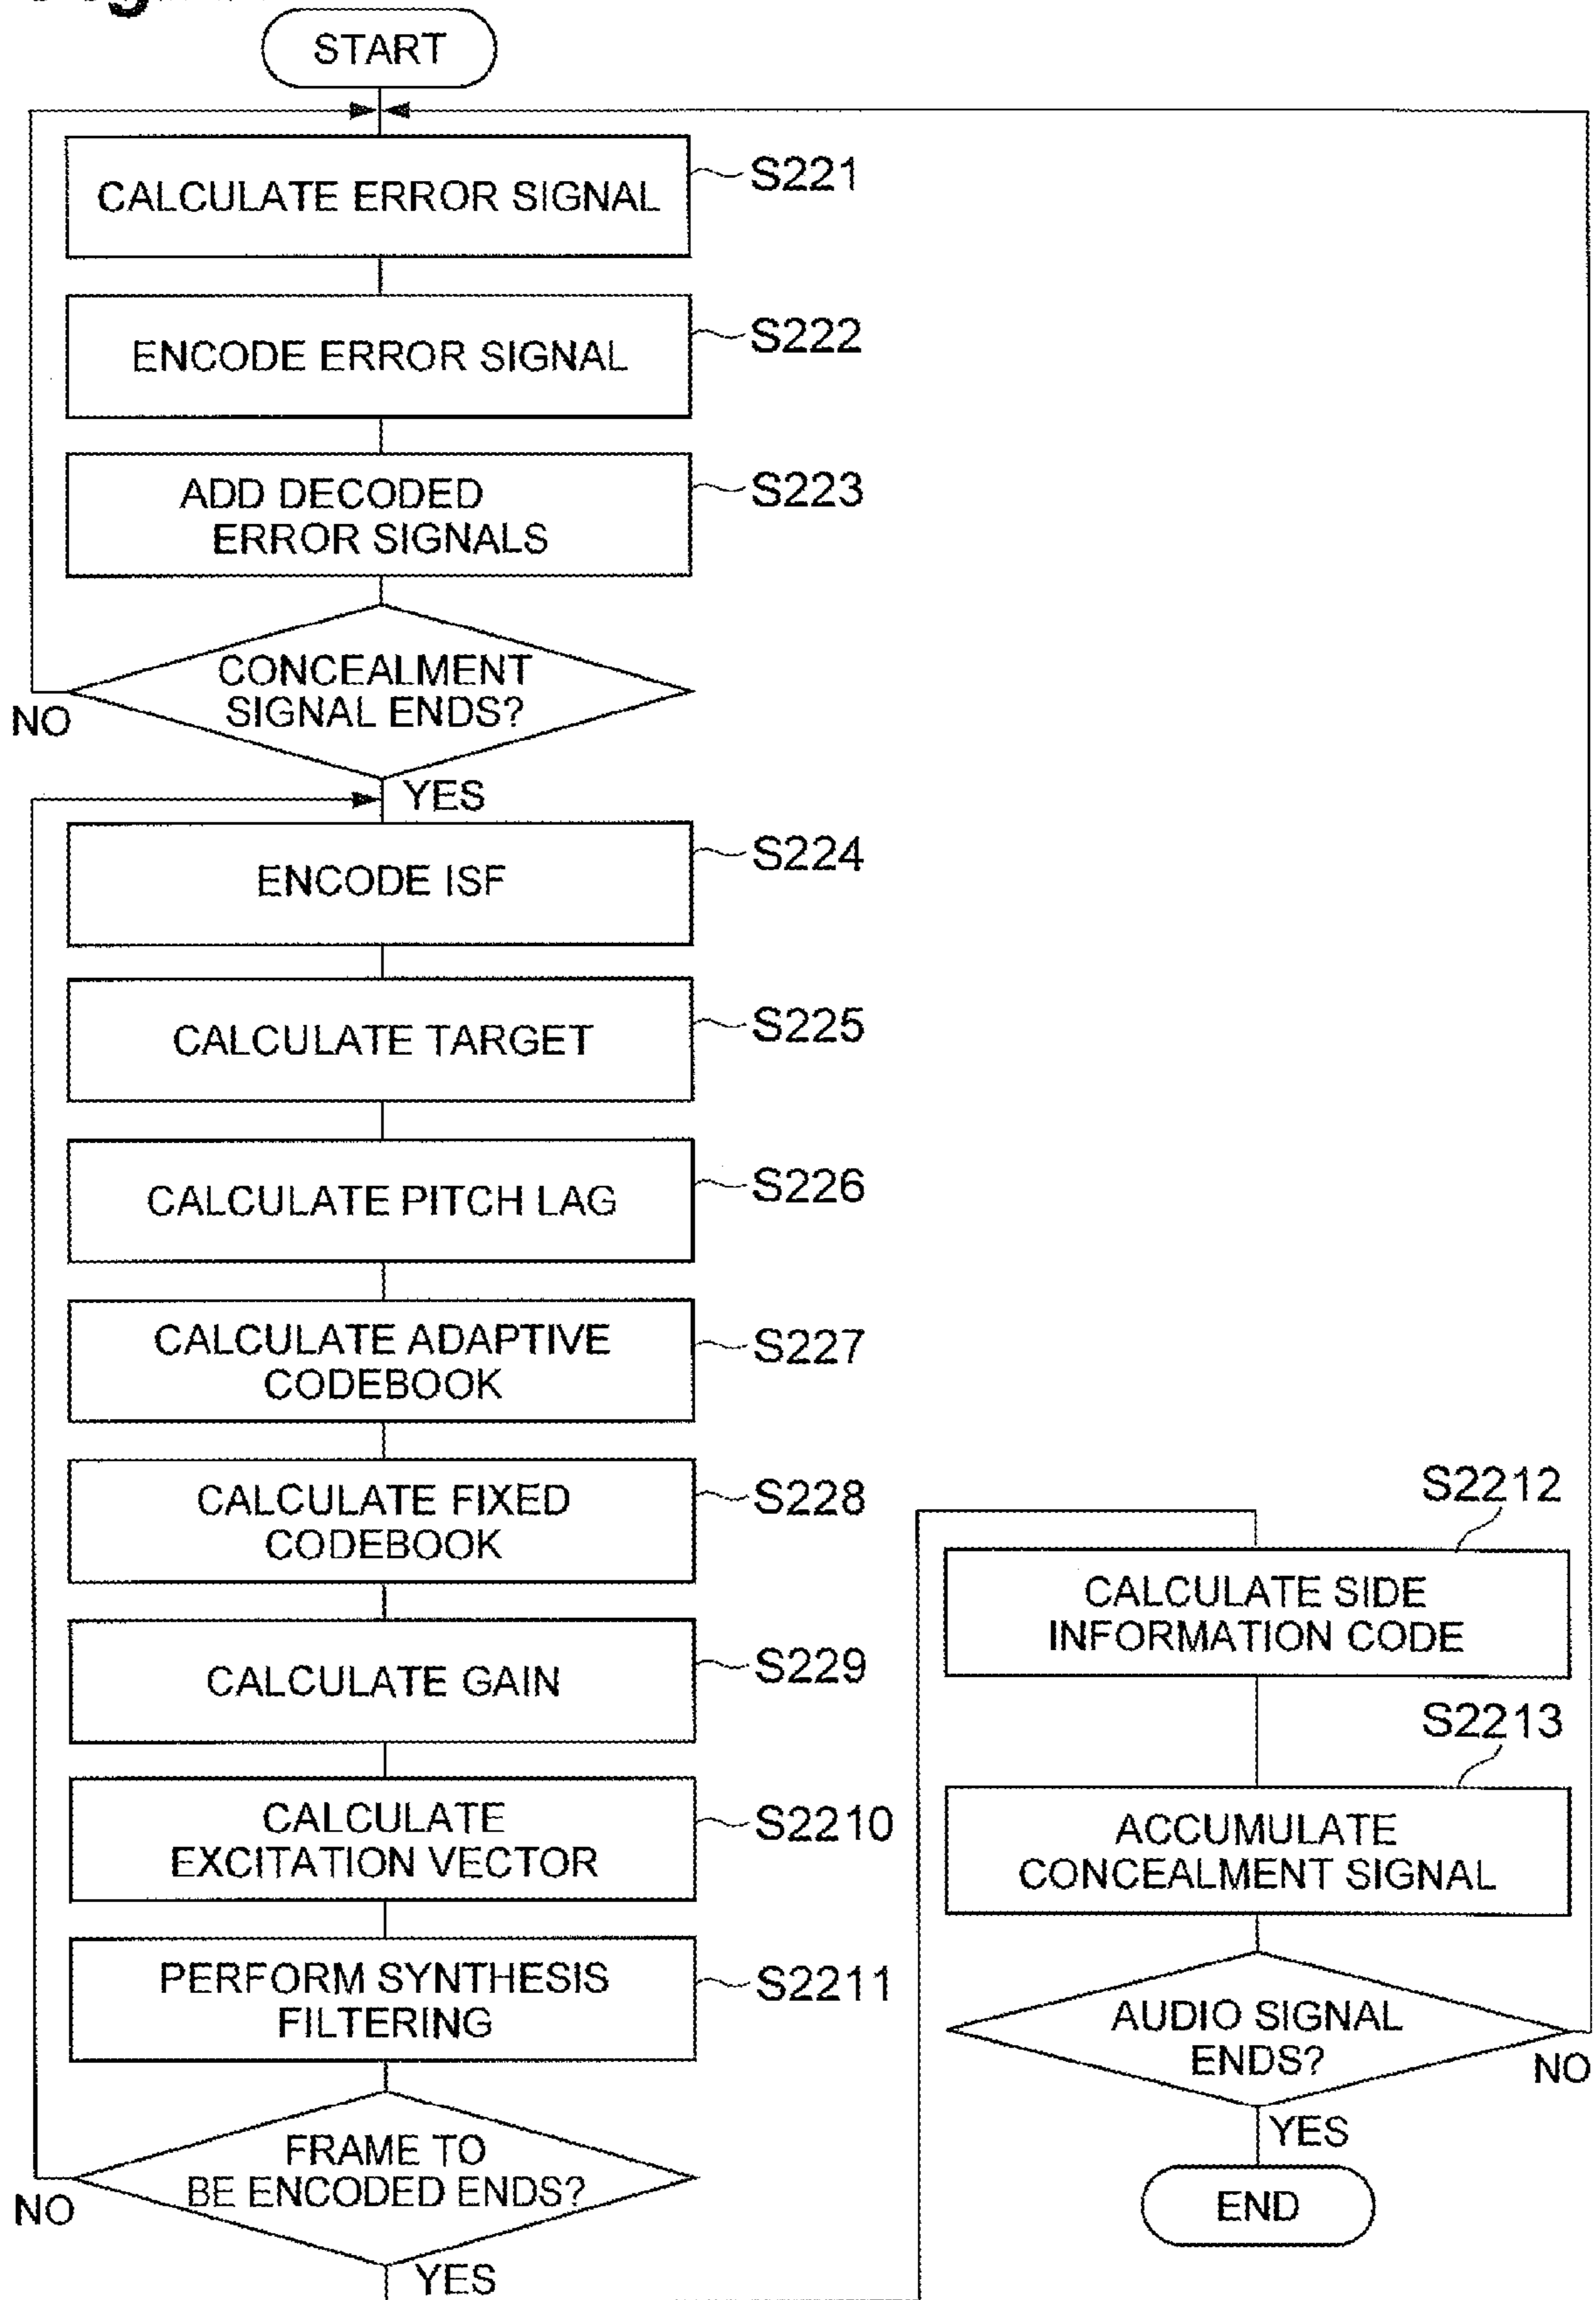 START
CALCULATE ERROR SIGNAL
S221
ENCODE ERROR SIGNAL
S222
ADD DECODED
ERROR SIGNALS
S223
CONCEALMENT
SIGNAL ENDS?
NO
YES
ENCODE ISF
S224
CALCULATE TARGET
S225
CALCULATE PITCH LAG
S226
CALCULATE ADAPTIVE
CODEBOOK
S227
CALCULATE FIXED
CODEBOOK
S228
CALCULATE GAIN
S229
CALCULATE
EXCITATION VECTOR
S2210
PERFORM SYNTHESIS
FILTERING
S2211
FRAME TO
BE ENCODED ENDS?
NO
YES
S2212
CALCULATE SIDE
INFORMATION CODE
S2213
ACCUMULATE
CONCEALMENT SIGNAL
AUDIO SIGNAL
ENDS?
NO
YES
END